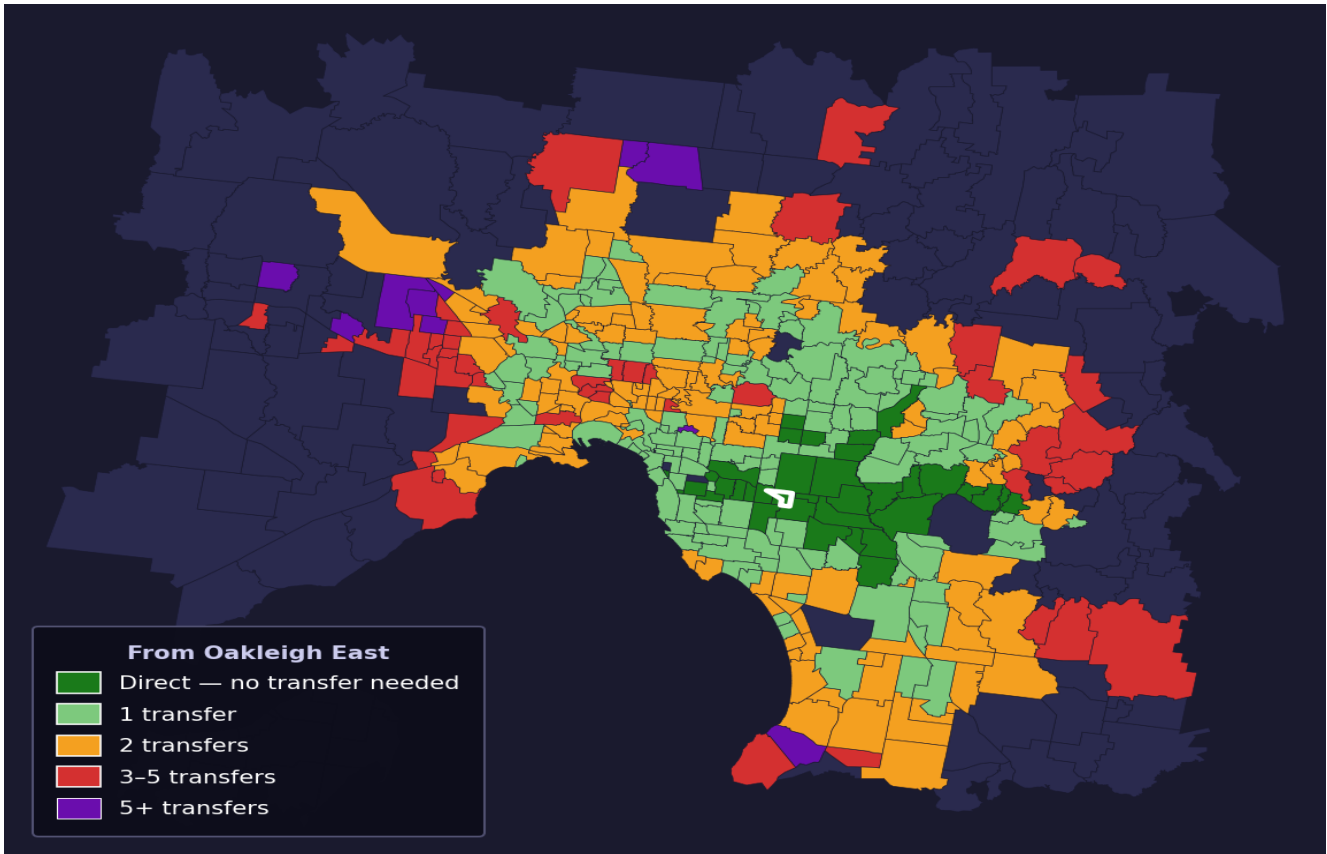 From Oakleigh East
Direct — no transfer needed
1 transfer
2 transfers
3–5 transfers
5+ transfers